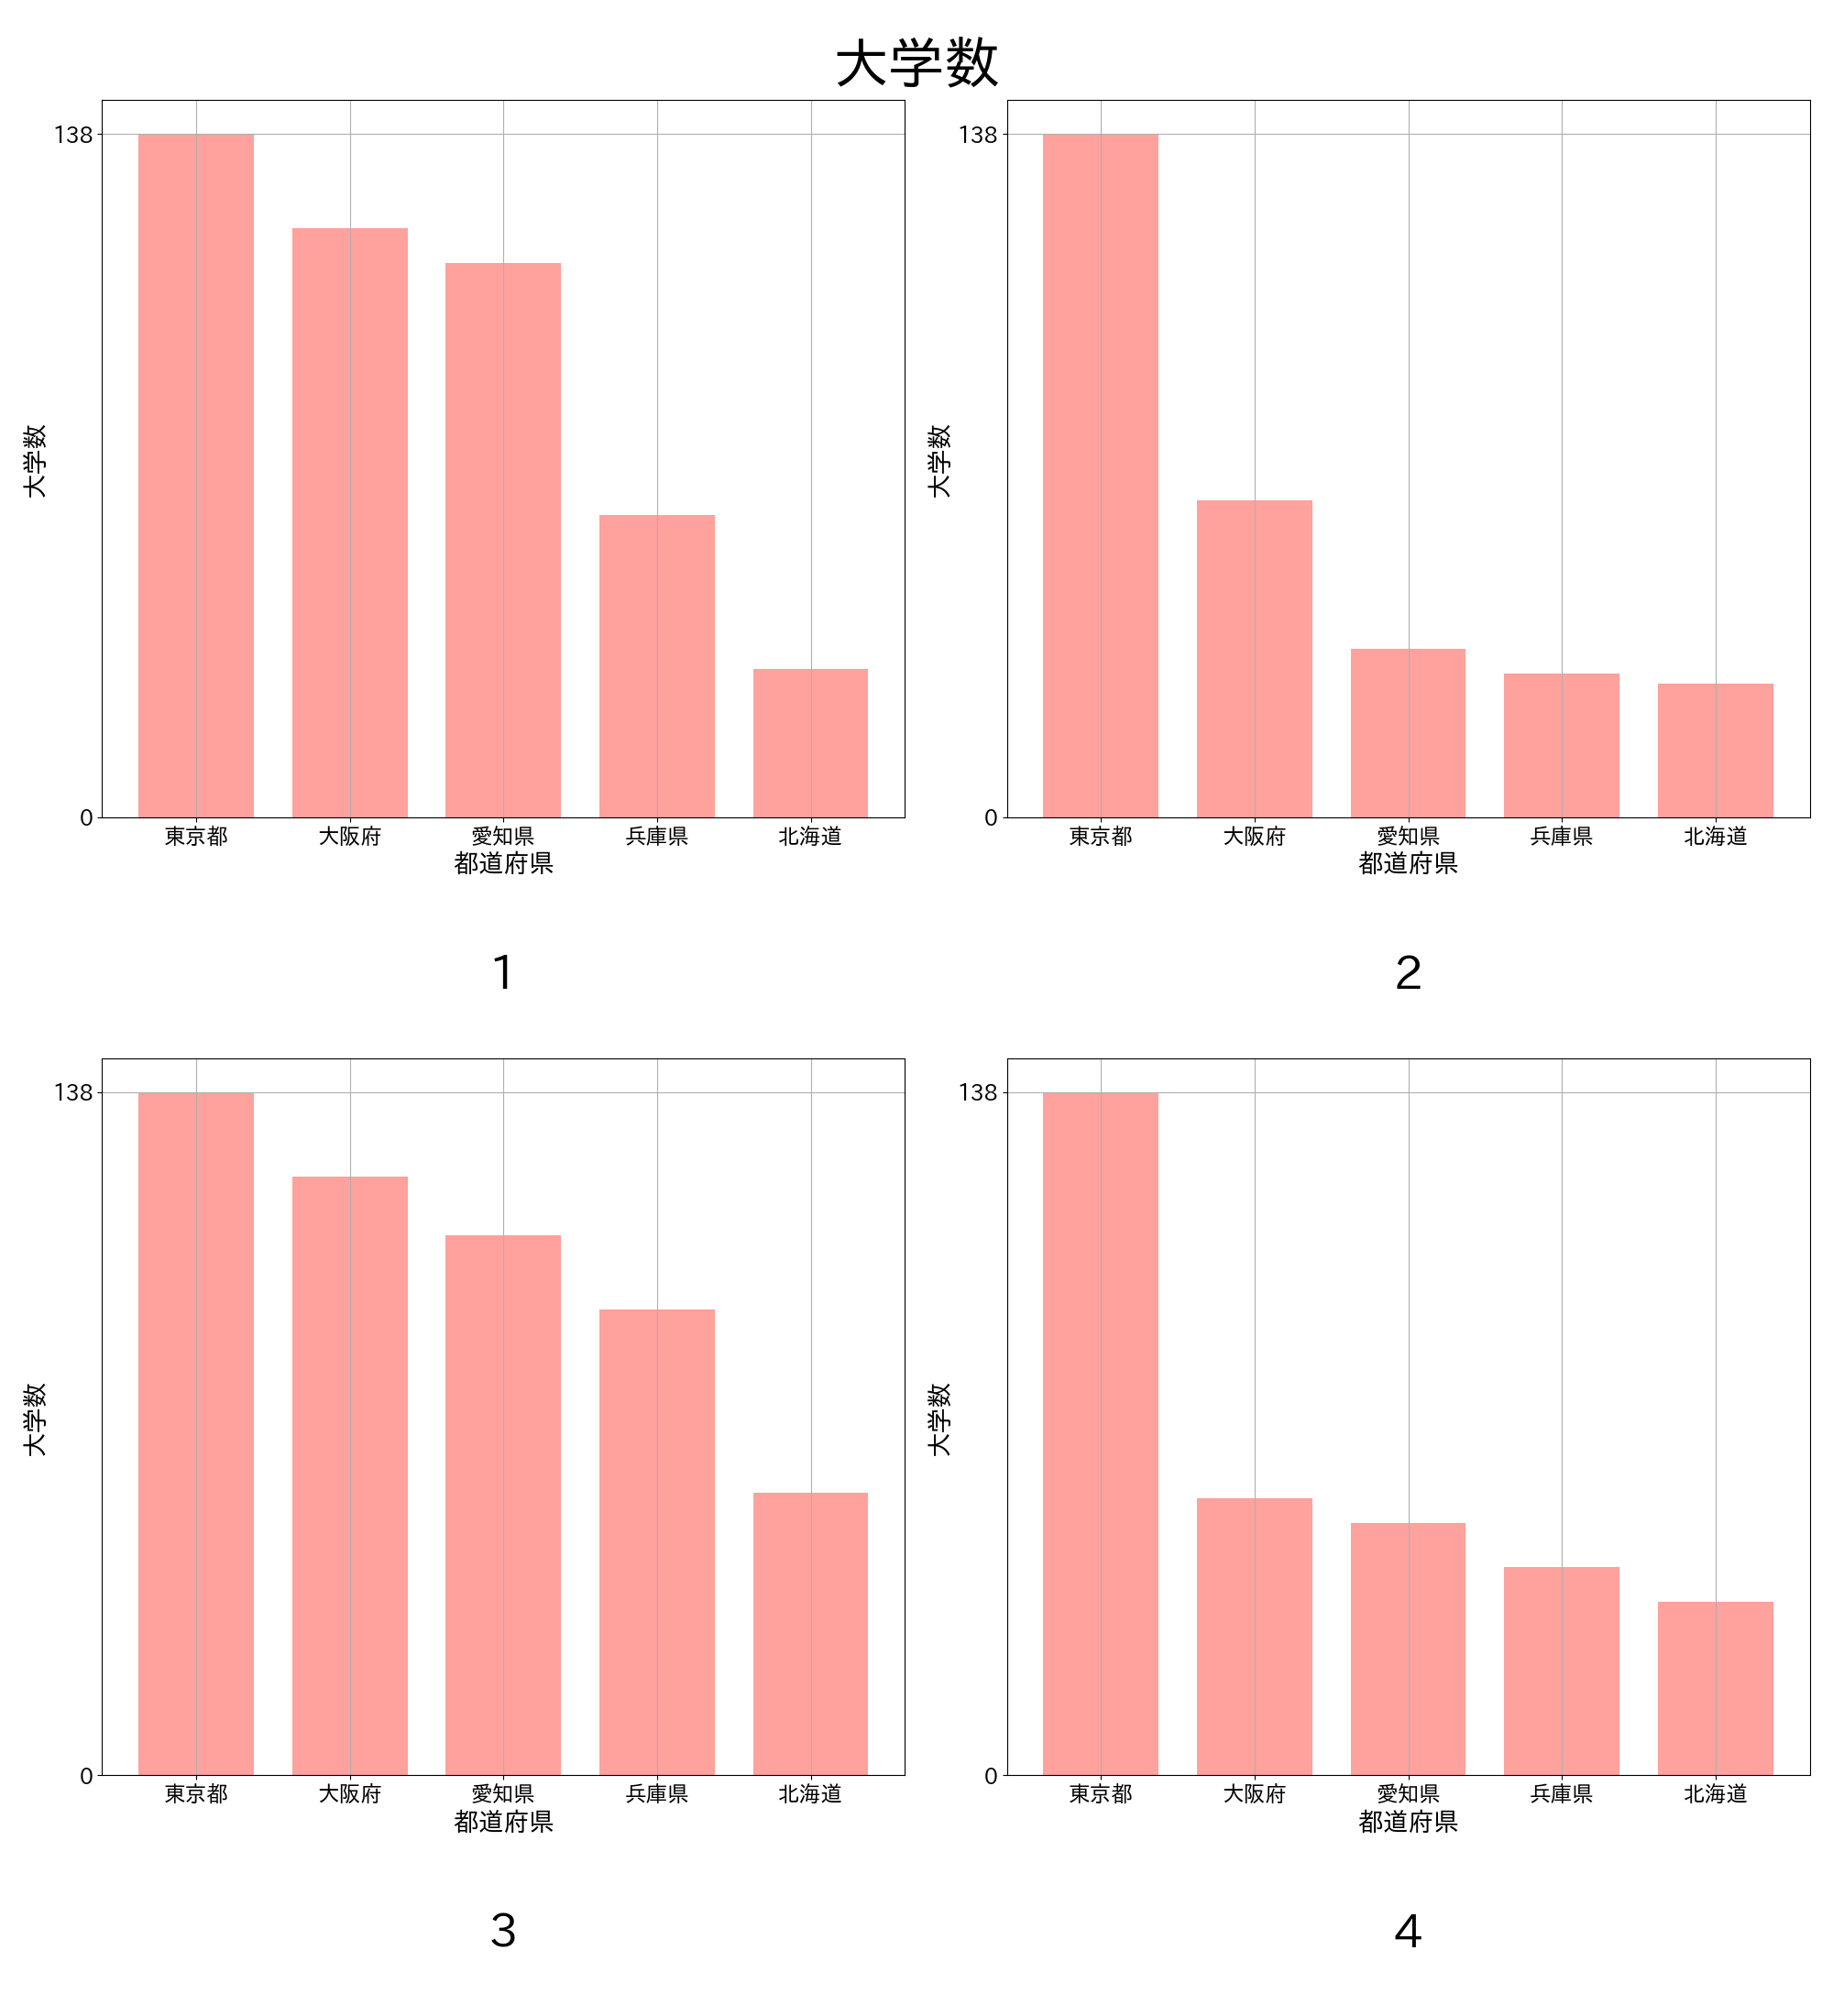 大学数
138
大学数
0
東京都 大阪府 愛知県 兵庫県 北海道
都道府県
1
138
大学数
0
東京都 大阪府 愛知県 兵庫県 北海道
都道府県
2
138
大学数
0
東京都 大阪府 愛知県 兵庫県 北海道
都道府県
3
138
大学数
0
東京都 大阪府 愛知県 兵庫県 北海道
都道府県
4